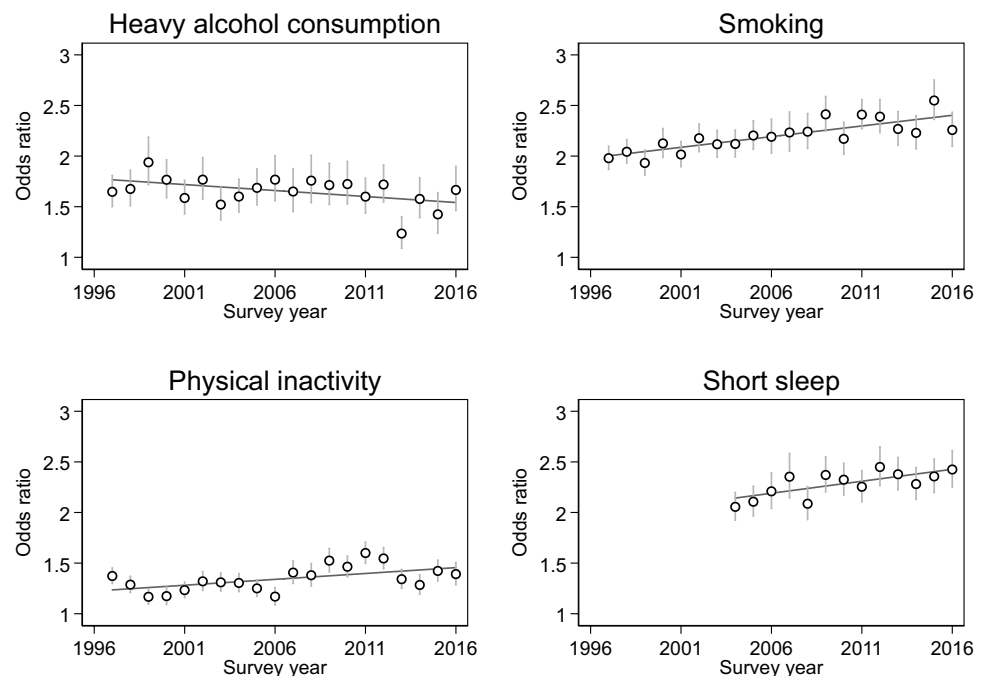 Heavy alcohol consumption
Odds ratio
3
2.5
2
1.5
1
1996 2001 2006 2011 2016
Survey year
Smoking
Odds ratio
3
2.5
2
1.5
1
1996 2001 2006 2011 2016
Survey year
Physical inactivity
Odds ratio
3
2.5
2
1.5
1
1996 2001 2006 2011 2016
Survey year
Short sleep
Odds ratio
3
2.5
2
1.5
1
1996 2001 2006 2011 2016
Survey year